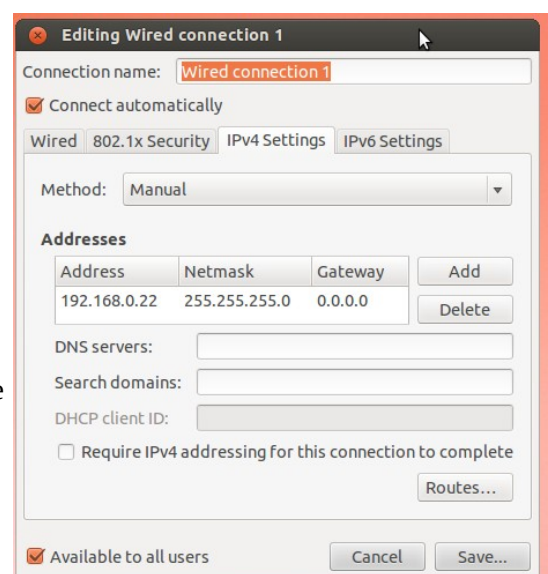 Editing Wired connection 1
Connection name: Wired connection 1
Connect automatically
Wired 802.1x Security IPv4 Settings IPv6 Settings
Method: Manual
Addresses
Address Netmask Gateway Add
192.168.0.22 255.255.255.0 0.0.0.0 Delete
DNS servers:
Search domains:
e
DHCP client ID:
Require IPv4 addressing for this connection to complete
Routes...
Available to all users Cancel Save...